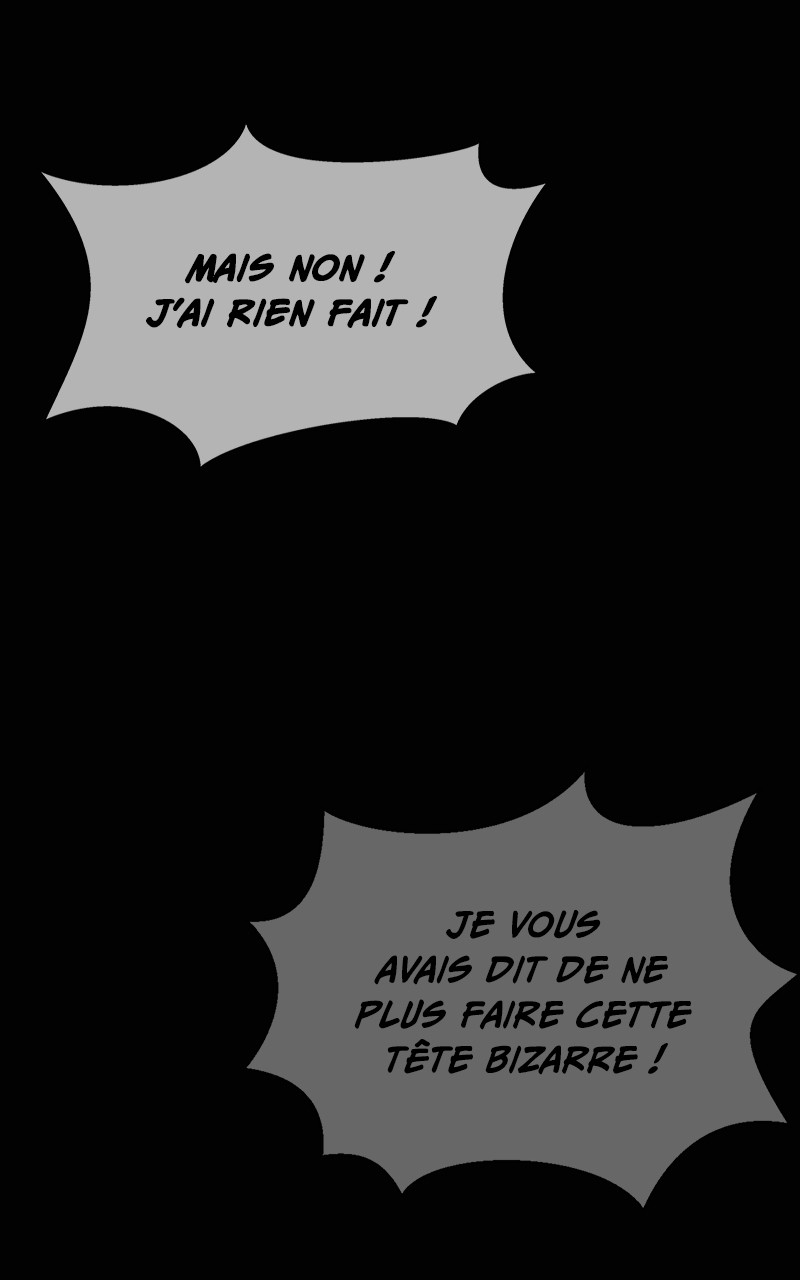 MAIS NON !
J'AI RIEN FAIT !
JE VOUS
AVAIS DIT DE NE
PLUS FAIRE CETTE
TÊTE BIZARRE !